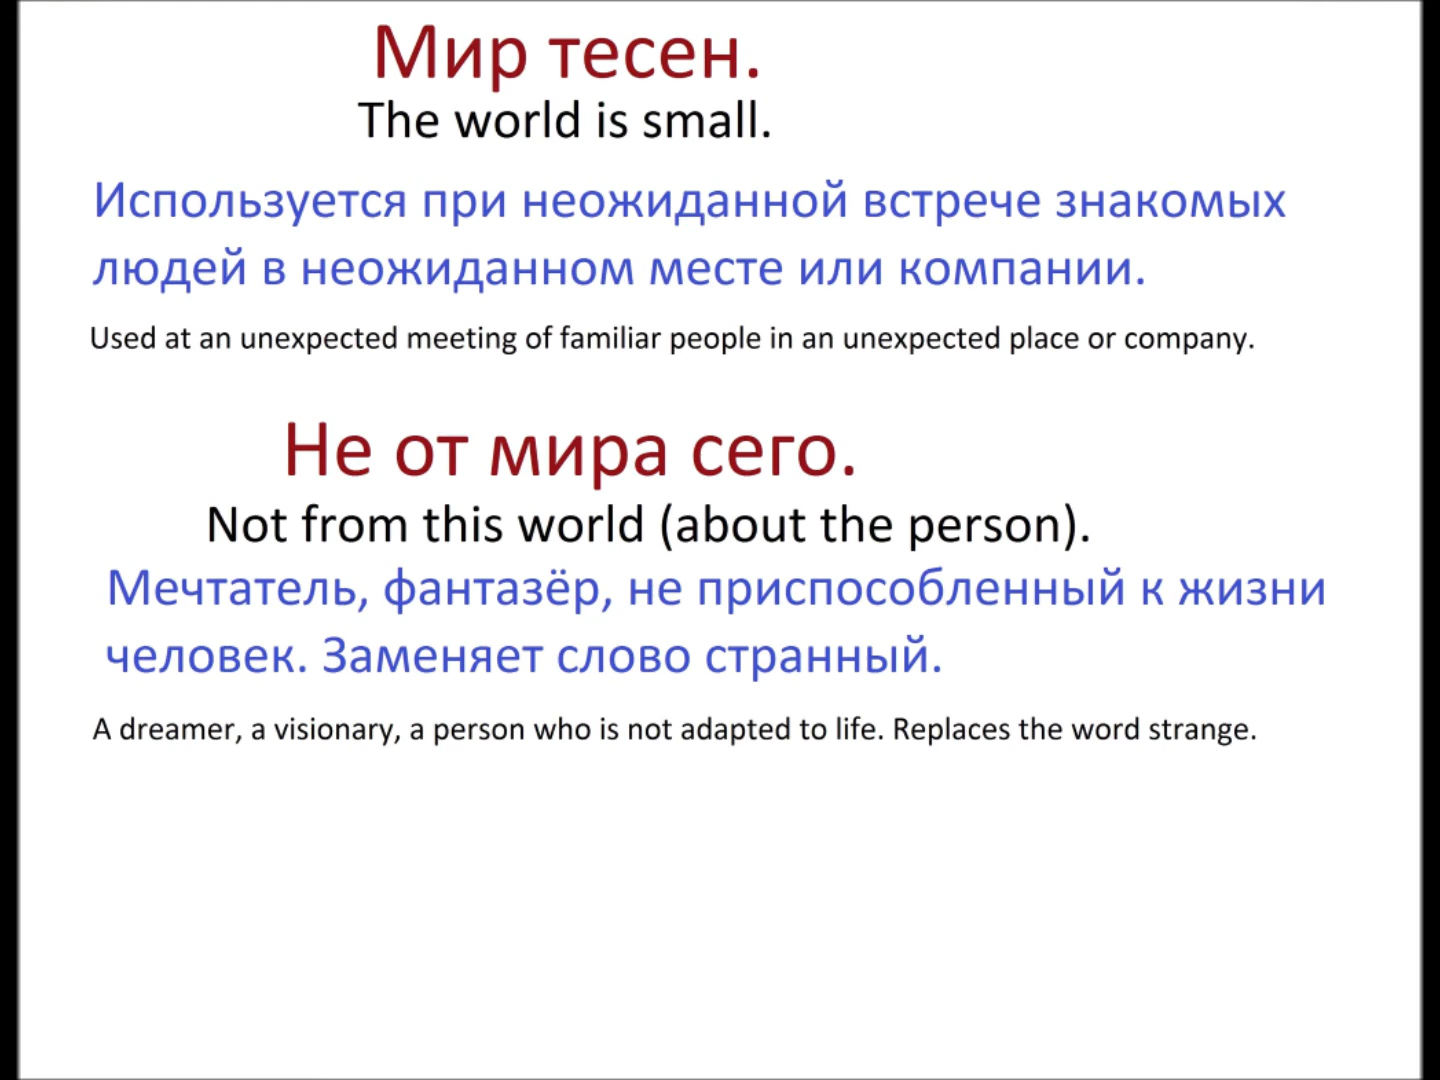 Мир тесен.
The world is small.
Используется при неожиданной встрече знакомых
людей в неожиданном месте или компании.
Used at an unexpected meeting of familiar people in an unexpected place or company.
Не от мира сего.
Not from this world (about the person).
Мечтатель, фантазёр, не приспособленный к жизни
человек. Заменяет слово странный.
A dreamer, a visionary, a person who is not adapted to life. Replaces the word strange.